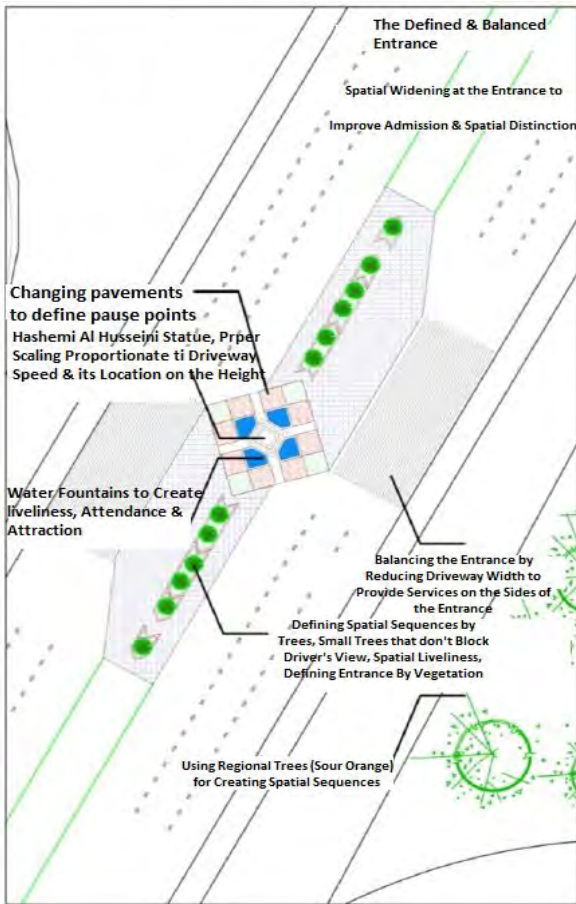 The Defined & Balanced
Entrance
Spatial Widening at the Entrance to
Improve Admission & Spatial Distinction
Changing pavements
to define pause points
Hashemi Al Husseini Statue, Prper
Scaling Proportionate ti Driveway
Speed & its Location on the Height
Water Fountains to Create
liveliness, Attendance &
Attraction
Balancing the Entrance by
Reducing Driveway Width to
Provide Services on the Sides of
the Entrance
Defining Spatial Sequences by
Trees, Small Trees that don't Block
Driver's View, Spatial Liveliness,
Defining Entrance By Vegetation
Using Regional Trees (Sour Orange)
for Creating Spatial Sequences